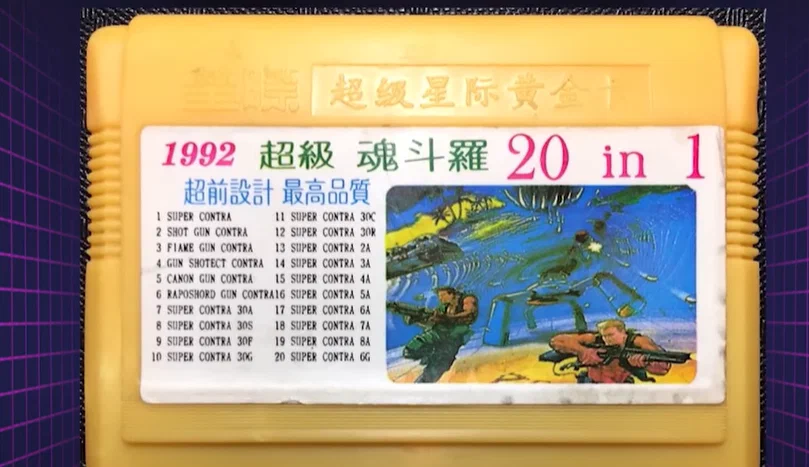 超级星际黄金卡
1992 超級 魂斗羅 20 in 1
超前設計 最高品質
1 SUPER CONTRA
2 SHOT GUN CONTRA
3 F1AME GUN CONTRA
4 GUN SHOTECT CONTRA
5 CANON GUN CONTRA
6 RAPOSHORD GUN CONTRA
7 SUPER CONTRA 30A
8 SUPER CONTRA 30S
9 SUPER CONTRA 30F
10 SUPER CONTRA 30G
11 SUPER CONTRA 30C
12 SUPER CONTRA 30R
13 SUPER CONTRA 2A
14 SUPER CONTRA 3A
15 SUPER CONTRA 4A
16 SUPER CONTRA 5A
17 SUPER CONTRA 6A
18 SUPER CONTRA 7A
19 SUPER CONTRA 8A
20 SUPER CONTRA 6G